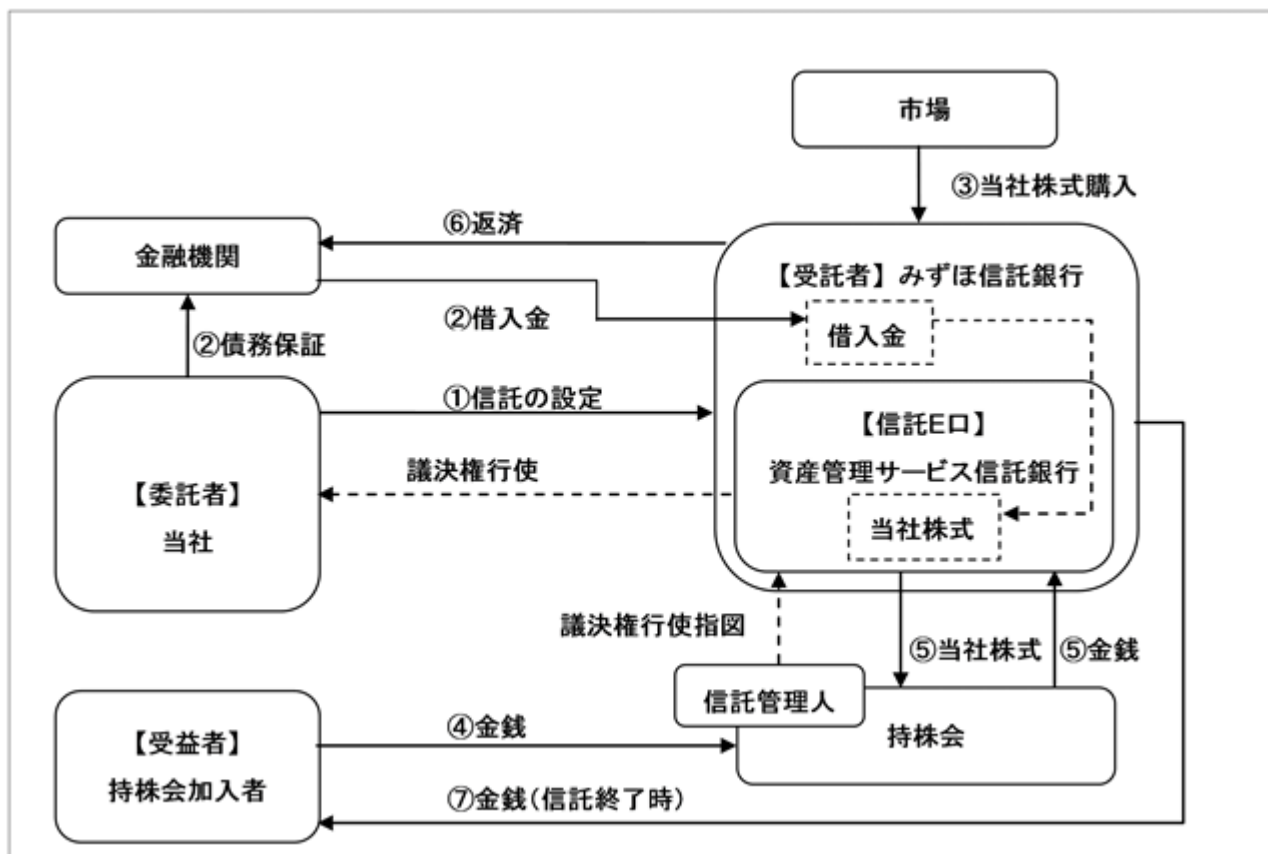 市場
③当社株式購入
⑥返済
金融機関
【受託者】みずほ信託銀行
②借入金
借入金
②債務保証
①信託の設定
【信託E口】
資産管理サービス信託銀行
議決権行使
【委託者】
当社
当社株式
議決権行使指図
⑤当社株式
⑤金銭
信託管理人
持株会
④金銭
【受益者】
持株会加入者
⑦金銭(信託終了時)